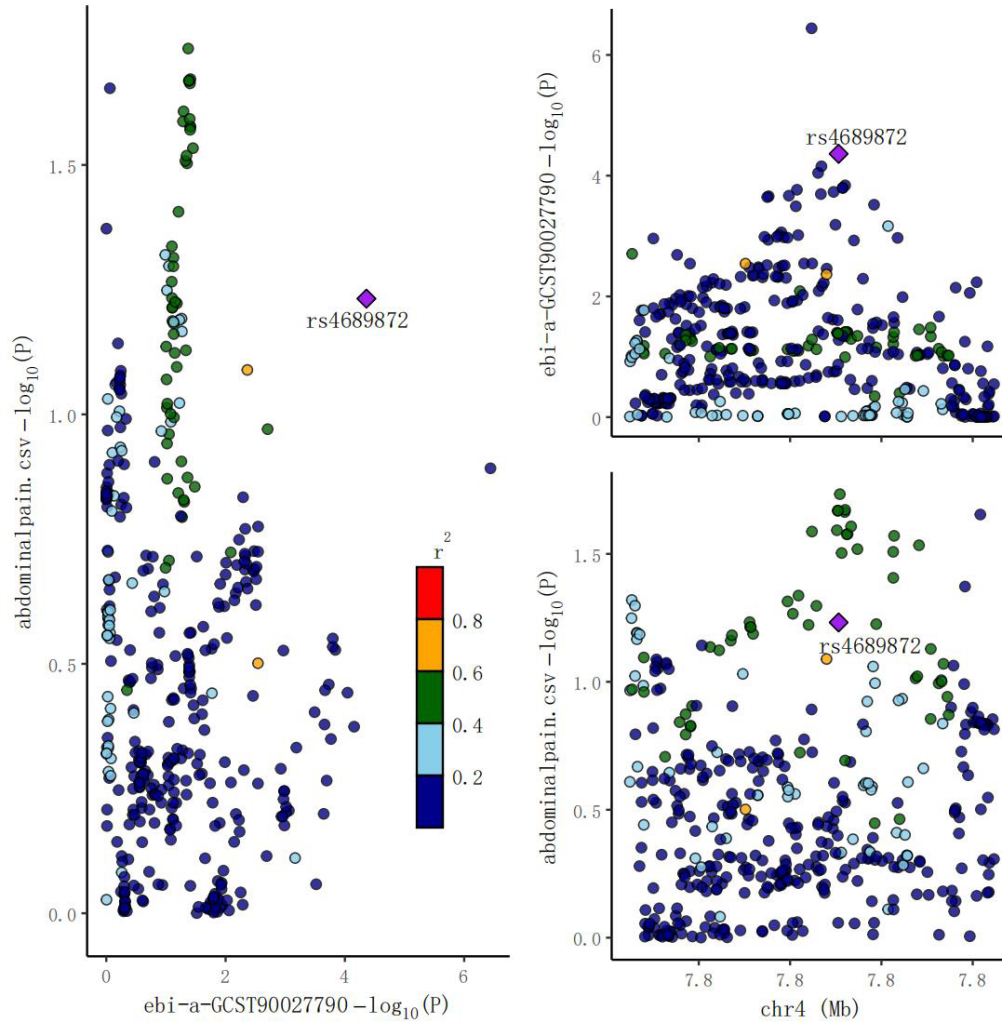 abdominalpain.csv -log10(P)
1.5
1.0
0.5
0.0
rs4689872
r2
0.8
0.6
0.4
0.2
0 2 4 6
ebi-a-GCST90027790 -log10(P)
ebi-a-GCST90027790 -log10(P)
6
4
2
0
rs4689872
abdominalpain.csv -log10(P)
1.5
1.0
0.5
0.0
rs4689872
7.8 7.8 7.8 7.8
chr4 (Mb)